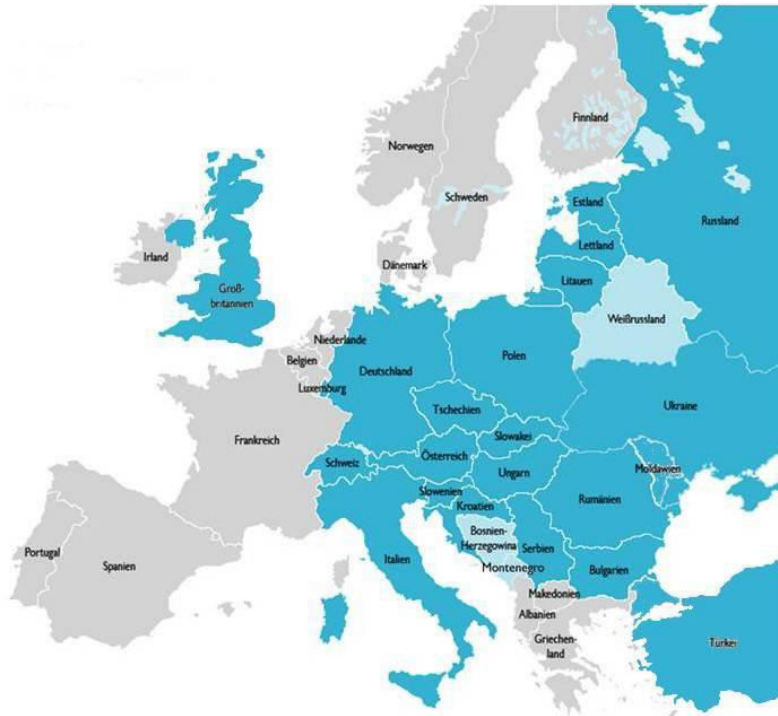 Finnland
Norwegen
Schweden
Estland
Russland
Lettland
Dänemark
Irland
Litauen
Groß-
britannien
Weißrussland
Niederlande
Belgien
Deutschland
Polen
Luxemburg
Ukraine
Tschechien
Frankreich
Slowakei
Österreich
Schweiz
Moldawien
Ungarn
Slowenien
Rumänien
Kroatien
Bosnien-
Herzegowina
Serbien
Portugal
Italien
Spanien
Montenegro
Bulgarien
Makedonien
Albanien
Griechen-
land
Türkei